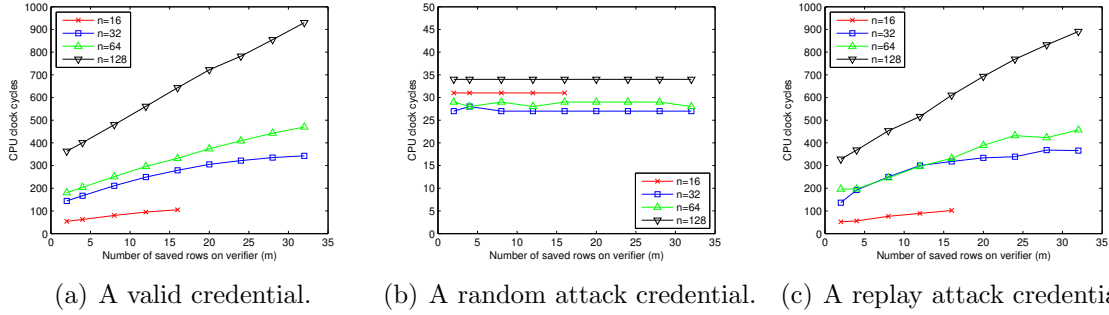 1000
900
800
700
600
500
400
300
200
100
0
0 5 10 15 20 25 30 35
CPU clock cycles
Number of saved rows on verifier (m)
n=16
n=32
n=64
n=128
(a) A valid credential.
50
45
40
35
30
25
20
15
10
5
0
0 5 10 15 20 25 30 35
CPU clock cycles
Number of saved rows on verifier (m)
n=16
n=32
n=64
n=128
(b) A random attack credential.
1000
900
800
700
600
500
400
300
200
100
0
0 5 10 15 20 25 30 35
CPU clock cycles
Number of saved rows on verifier (m)
n=16
n=32
n=64
n=128
(c) A replay attack credentia